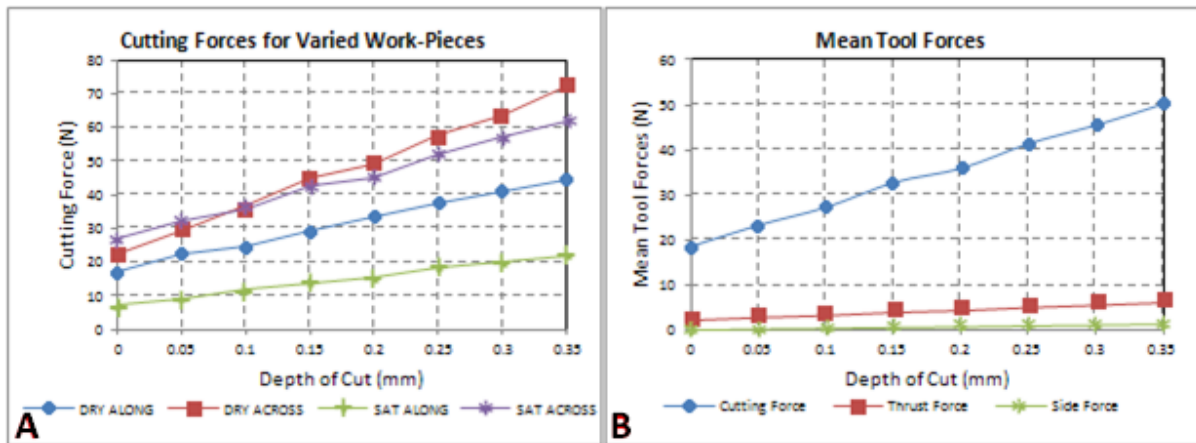 Cutting Forces for Varied Work-Pieces
80
70
60
50
40
30
20
10
0
Cutting Force (N)
0 0.05 0.1 0.15 0.2 0.25 0.3 0.35
Depth of Cut (mm)
DRY ALONG DRY ACROSS SAT ALONG SAT ACROSS
A
Mean Tool Forces
60
50
40
30
20
10
0
Mean Tool Forces (N)
0 0.05 0.1 0.15 0.2 0.25 0.3 0.35
Depth of Cut (mm)
Cutting Force Thrust Force Side Force
B